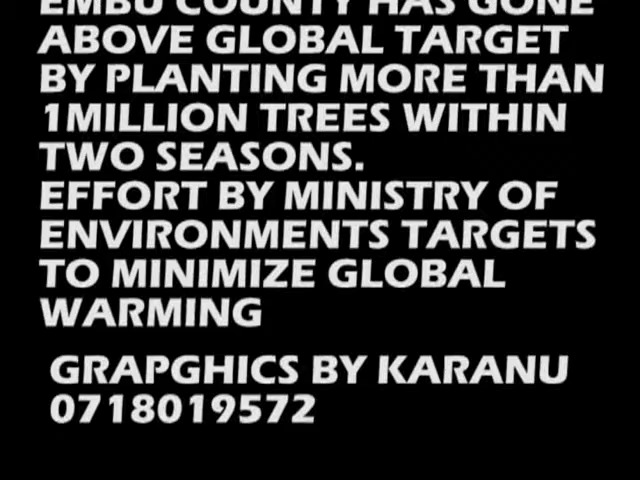 EMBU COUNTY HAS GONE
ABOVE GLOBAL TARGET
BY PLANTING MORE THAN
1MILLION TREES WITHIN
TWO SEASONS.
EFFORT BY MINISTRY OF
ENVIRONMENTS TARGETS
TO MINIMIZE GLOBAL
WARMING
GRAPGHICS BY KARANU
0718019572